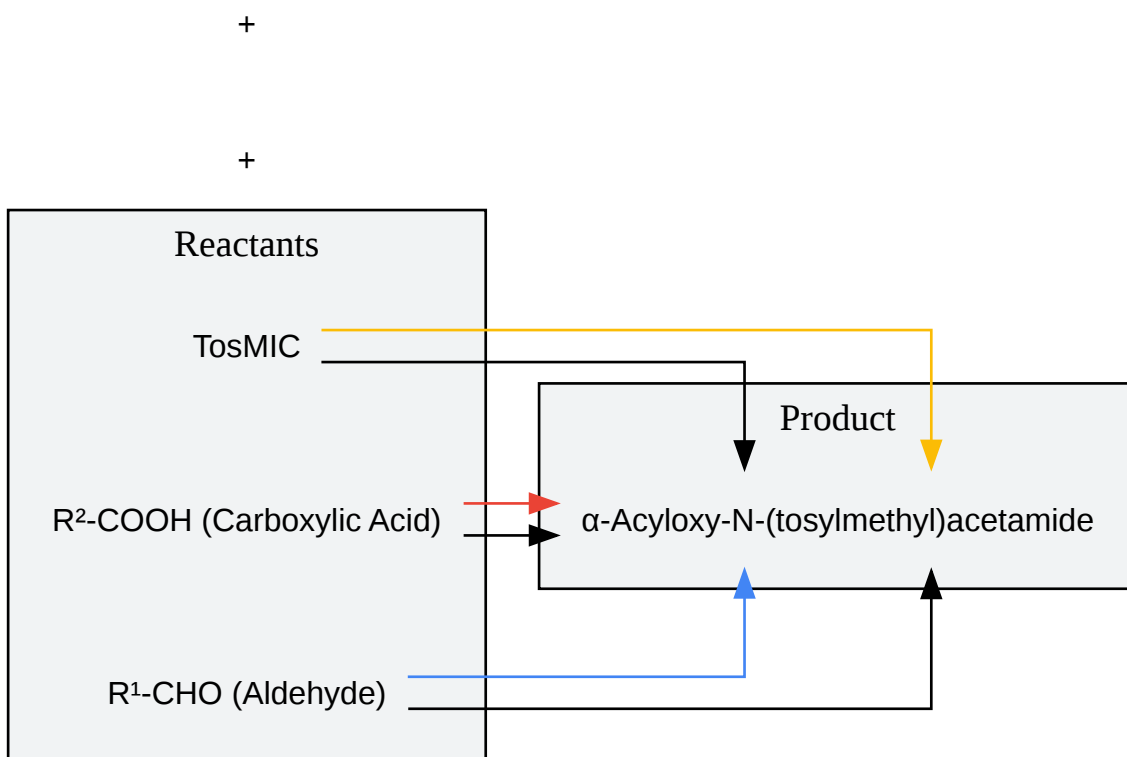 +
+
Reactants
TosMIC
Product
R²-COOH (Carboxylic Acid)
α-Acyloxy-N-(tosylmethyl)acetamide
R¹-CHO (Aldehyde)